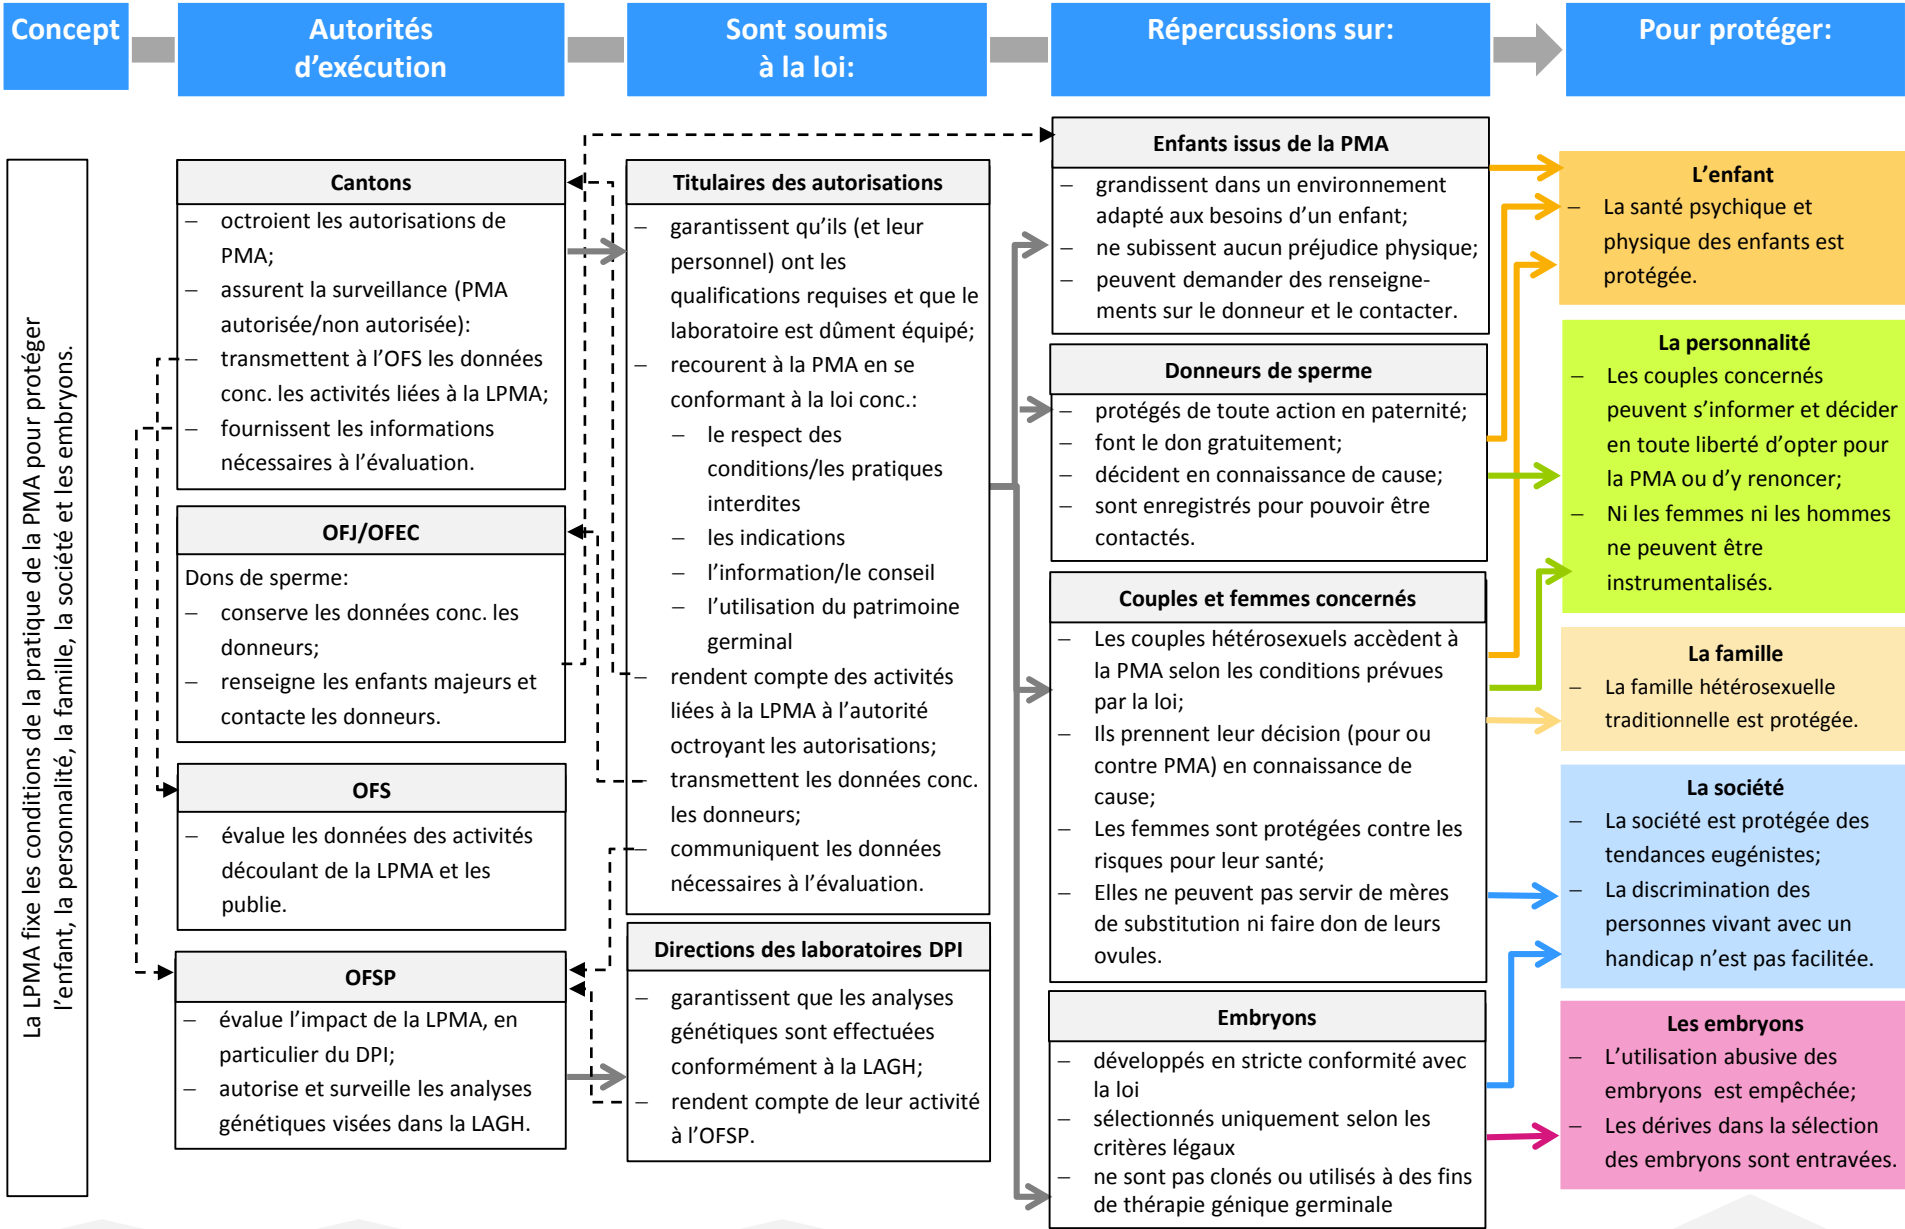 Concept
Autorités
d'exécution
Sont soumis
à la loi:
Répercussions sur:
Pour protéger:
La LPMA fixe les conditions de la pratique de la PMA pour protéger
l'enfant, la personnalité, la famille, la société et les embryons.
Cantons
– octroient les autorisations de
PMA;
– assurent la surveillance (PMA
autorisée/non autorisée):
– transmettent à l'OFS les données
conc. les activités liées à la LPMA;
– fournissent les informations
nécessaires à l'évaluation.
OFJ/OFEC
Dons de sperme:
– conserve les données conc. les
donneurs;
– renseigne les enfants majeurs et
contacte les donneurs.
OFS
– évalue les données des activités
découlant de la LPMA et les
publie.
OFSP
– évalue l'impact de la LPMA, en
particulier du DPI;
– autorise et surveille les analyses
génétiques visées dans la LAGH.
Titulaires des autorisations
– garantissent qu'ils (et leur
personnel) ont les
qualifications requises et que le
laboratoire est dûment équipé;
– recourent à la PMA en se
conformant à la loi conc.:
– le respect des
conditions/les pratiques
interdites
– les indications
– l'information/le conseil
– l'utilisation du patrimoine
germinal
– rendent compte des activités
liées à la LPMA à l'autorité
octroyant les autorisations;
– transmettent les données conc.
les donneurs;
– communiquent les données
nécessaires à l'évaluation.
Directions des laboratoires DPI
– garantissent que les analyses
génétiques sont effectuées
conformément à la LAGH;
– rendent compte de leur activité
à l'OFSP.
Enfants issus de la PMA
– grandissent dans un environnement
adapté aux besoins d'un enfant;
– ne subissent aucun préjudice physique;
– peuvent demander des renseigne-
ments sur le donneur et le contacter.
Donneurs de sperme
– protégés de toute action en paternité;
– font le don gratuitement;
– décident en connaissance de cause;
– sont enregistrés pour pouvoir être
contactés.
Couples et femmes concernés
– Les couples hétérosexuels accèdent à
la PMA selon les conditions prévues
par la loi;
– Ils prennent leur décision (pour ou
contre PMA) en connaissance de
cause;
– Les femmes sont protégées contre les
risques pour leur santé;
– Elles ne peuvent pas servir de mères
de substitution ni faire don de leurs
ovules.
Embryons
– développés en stricte conformité avec
la loi
– sélectionnés uniquement selon les
critères légaux
– ne sont pas clonés ou utilisés à des fins
de thérapie génique germinale
L'enfant
– La santé psychique et
physique des enfants est
protégée.
La personnalité
– Les couples concernés
peuvent s'informer et décider
en toute liberté d'opter pour
la PMA ou d'y renoncer;
– Ni les femmes ni les hommes
ne peuvent être
instrumentalisés.
La famille
– La famille hétérosexuelle
traditionnelle est protégée.
La société
– La société est protégée des
tendances eugénistes;
– La discrimination des
personnes vivant avec un
handicap n'est pas facilitée.
Les embryons
– L'utilisation abusive des
embryons est empêchée;
– Les dérives dans la sélection
des embryons sont entravées.